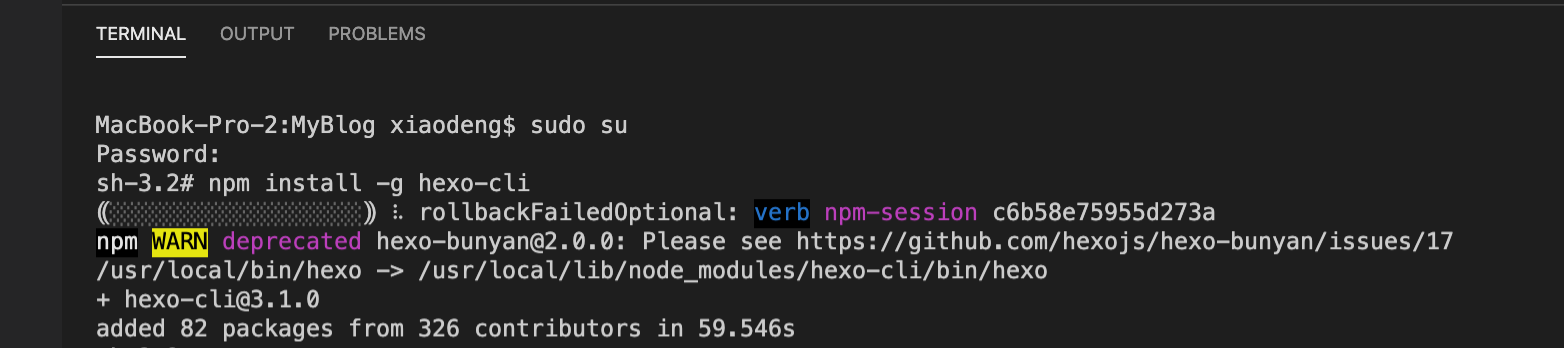 TERMINAL OUTPUT PROBLEMS
MacBook-Pro-2:MyBlog xiaodeng$ sudo su
Password:
sh-3.2# npm install -g hexo-cli
⸨░░░░░░░░░░░░░░░░░░⸩ ⠧ rollbackFailedOptional: verb npm-session c6b58e75955d273a
npm WARN deprecated hexo-bunyan@2.0.0: Please see https://github.com/hexojs/hexo-bunyan/issues/17
/usr/local/bin/hexo -> /usr/local/lib/node_modules/hexo-cli/bin/hexo
+ hexo-cli@3.1.0
added 82 packages from 326 contributors in 59.546s